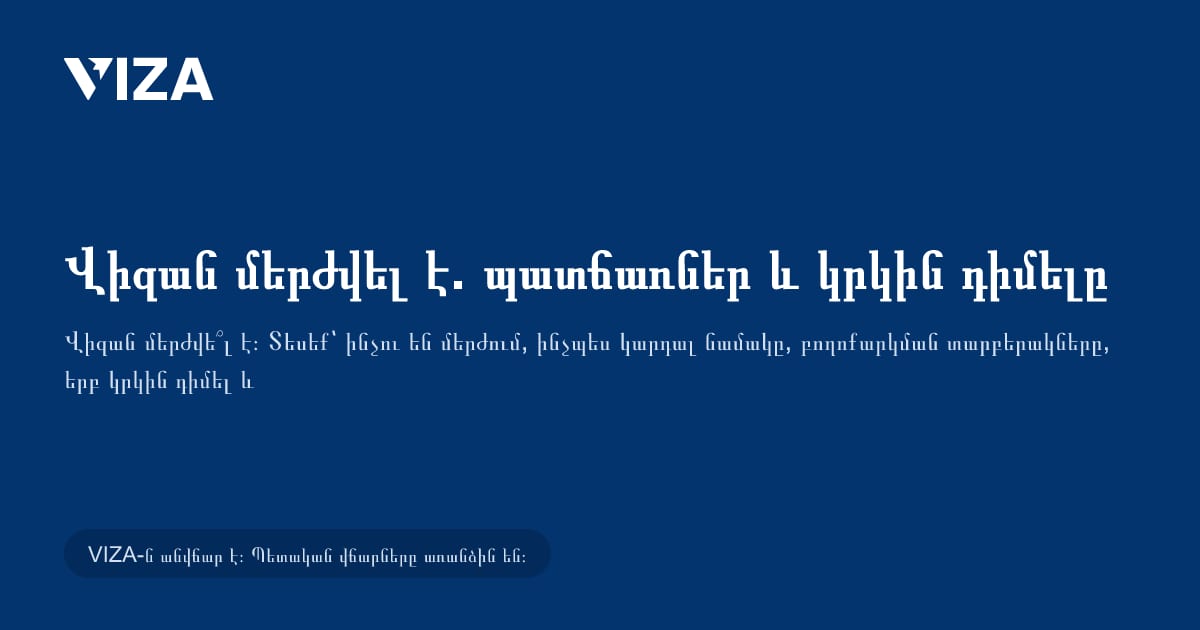 VIZA
Վիզան մերժվել է. պատճառներ և կրկին դիմելը
Վիզան մերժվե՞լ է։ Տեսեք՝ ինչու են մերժում, ինչպես կարդալ նամակը, բողոքարկման տարբերակները,
երբ կրկին դիմել և
VIZA-ն անվճար է։ Պետական վճարները առանձին են։